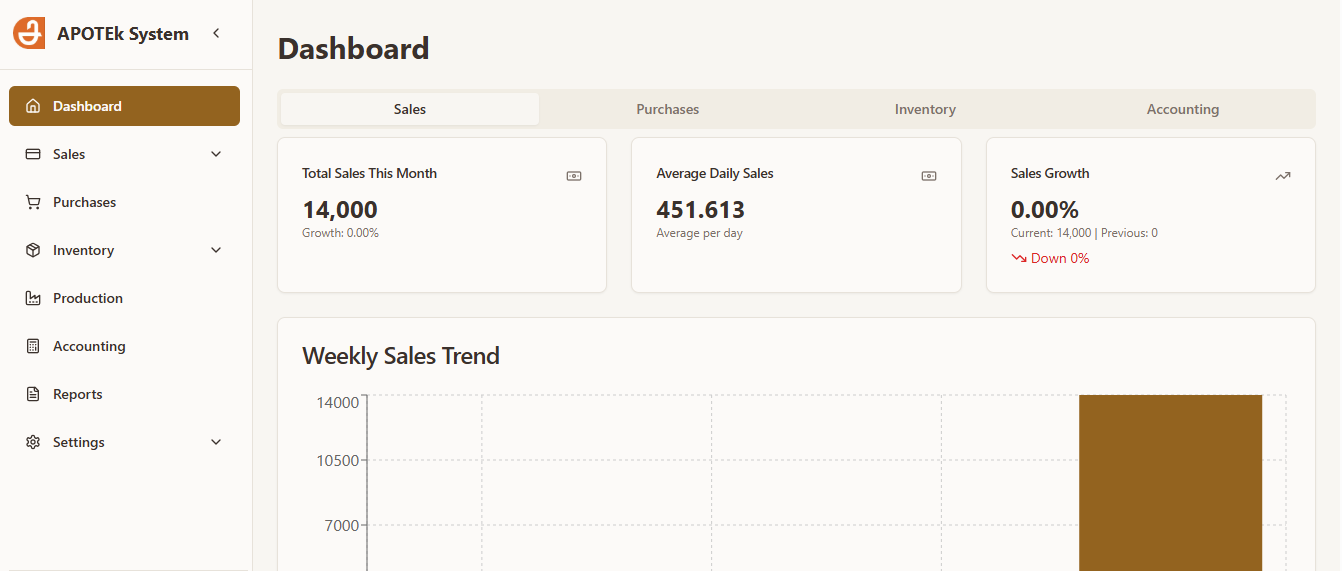 APOTEk System
Dashboard
Sales
Purchases
Inventory
Production
Accounting
Reports
Settings
Dashboard
Sales Purchases Inventory Accounting
Total Sales This Month
14,000
Growth: 0.00%
Average Daily Sales
451.613
Average per day
Sales Growth
0.00%
Current: 14,000 | Previous: 0
Down 0%
Weekly Sales Trend
14000
10500
7000